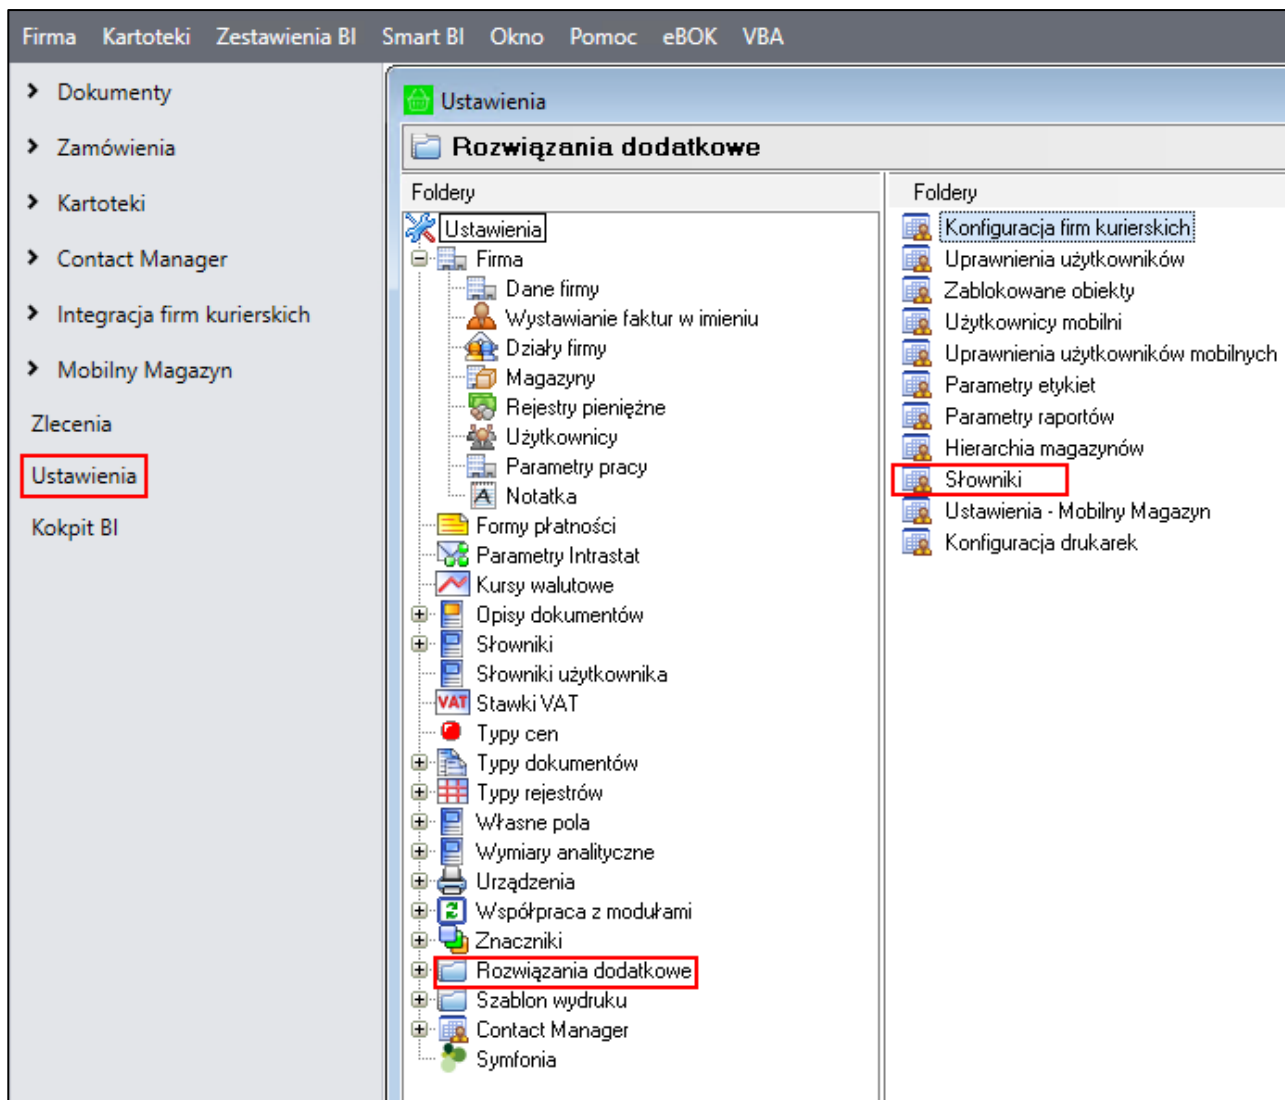 Firma Kartoteki Zestawienia BI Smart BI Okno Pomoc eBOK VBA
Dokumenty
Zamówienia
Kartoteki
Contact Manager
Integracja firm kurierskich
Mobilny Magazyn
Zlecenia
Ustawienia
Kokpit BI
Ustawienia
Rozwiązania dodatkowe
Foldery
Ustawienia
Firma
Dane firmy
Wystawianie faktur w imieniu
Działy firmy
Magazyny
Rejestry pieniężne
Użytkownicy
Parametry pracy
Notatka
Formy płatności
Parametry Intrastat
Kursy walutowe
Opisy dokumentów
Słowniki
Słowniki użytkownika
VAT Stawki VAT
Typy cen
Typy dokumentów
Typy rejestrów
Własne pola
Wymiary analityczne
Urządzenia
Współpraca z modułami
Znaczniki
Rozwiązania dodatkowe
Szablon wydruku
Contact Manager
Symfonia
Foldery
Konfiguracja firm kurierskich
Uprawnienia użytkowników
Zablokowane obiekty
Użytkownicy mobilni
Uprawnienia użytkowników mobilnych
Parametry etykiet
Parametry raportów
Hierarchia magazynów
Słowniki
Ustawienia - Mobilny Magazyn
Konfiguracja drukarek